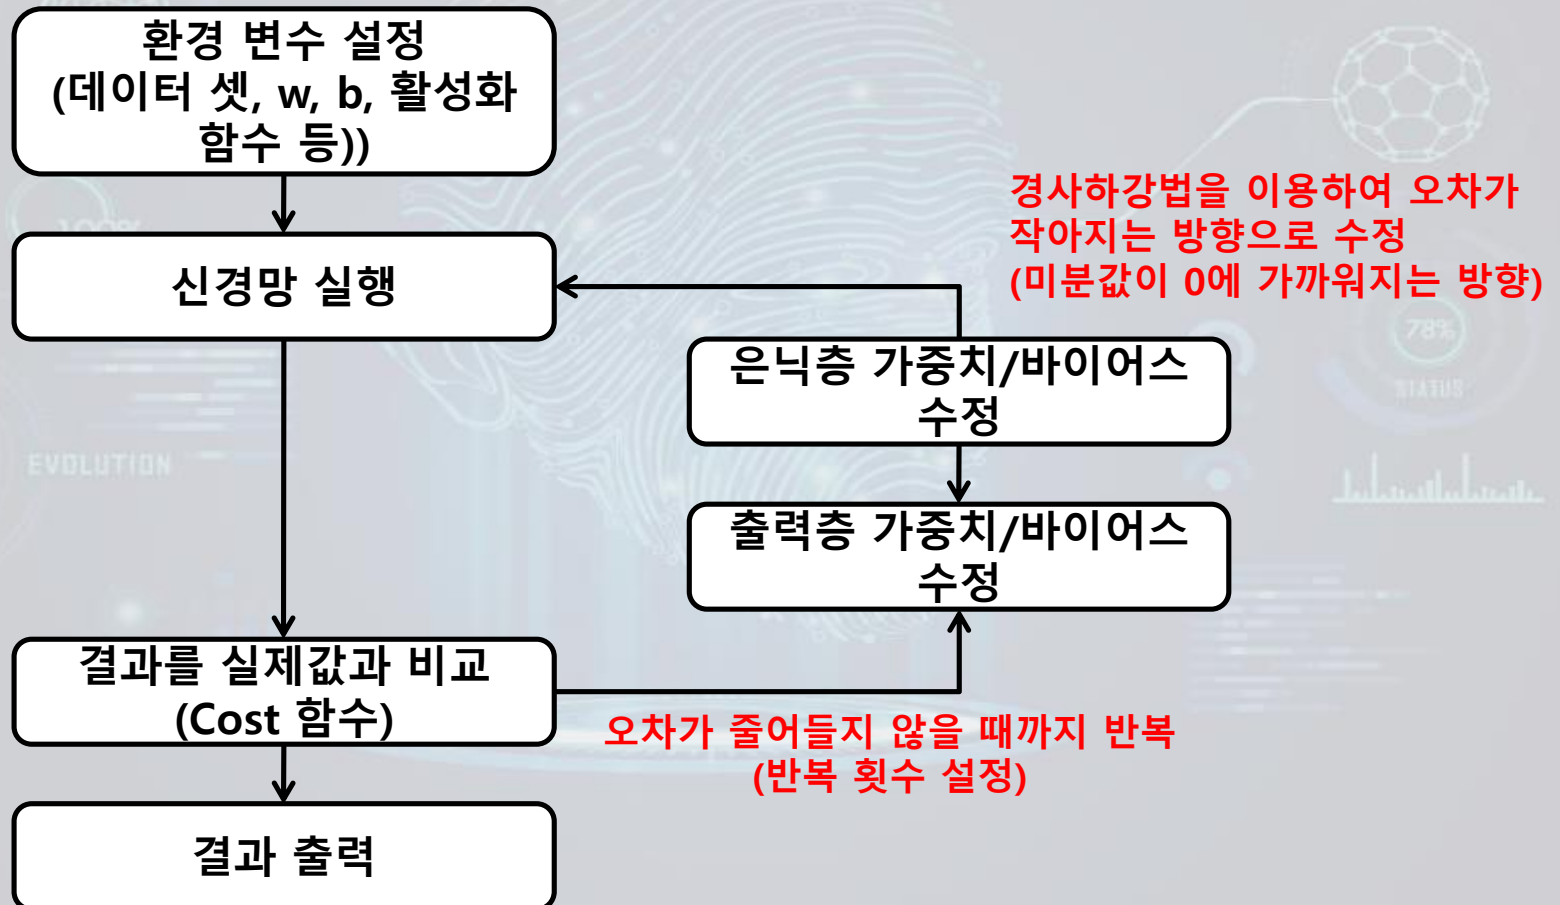 환경 변수 설정
(데이터 셋, w, b, 활성화
함수 등))
신경망 실행
경사하강법을 이용하여 오차가
작아지는 방향으로 수정
(미분값이 0에 가까워지는 방향)
은닉층 가중치/바이어스
수정
출력층 가중치/바이어스
수정
결과를 실제값과 비교
(Cost 함수)
오차가 줄어들지 않을 때까지 반복
(반복 횟수 설정)
결과 출력
100%
EVOLUTION
78%
STATUS